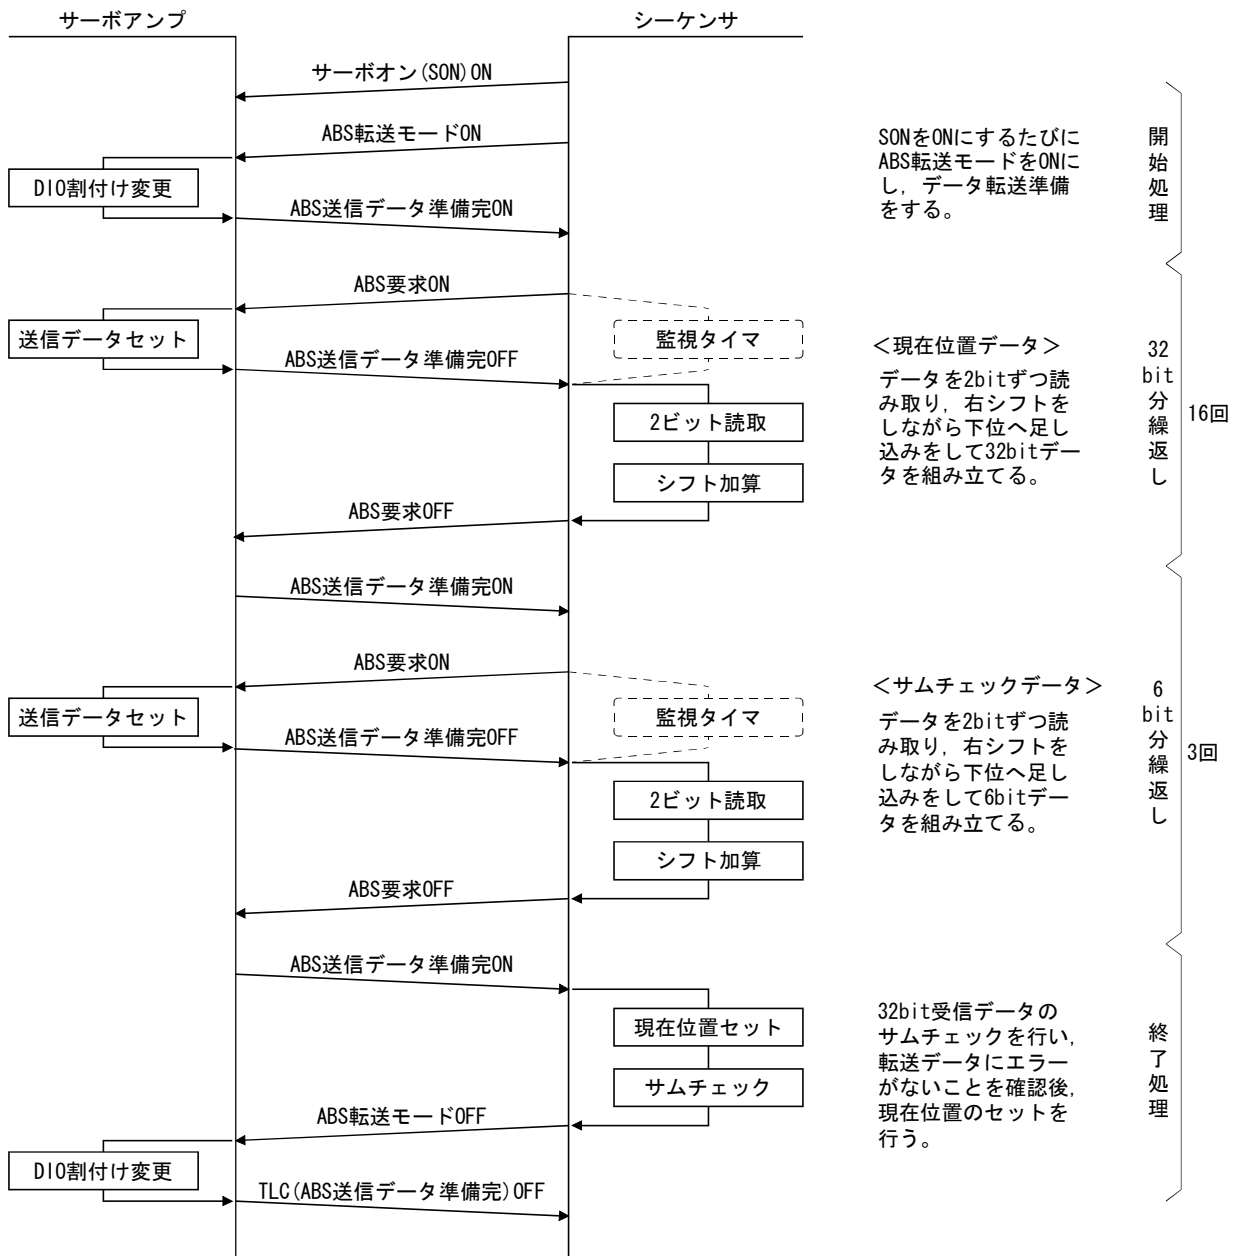 サーボアンプ
シーケンサ
サーボオン(SON)ON
ABS転送モードON
DIO割付け変更
ABS送信データ準備完ON
SONをONにするたびに
ABS転送モードをONに
し，データ転送準備
をする。
開始処理
ABS要求ON
送信データセット
監視タイマ
ABS送信データ準備完OFF
2ビット読取
シフト加算
ABS要求OFF
ABS送信データ準備完ON
＜現在位置データ＞
データを2bitずつ読
み取り，右シフトを
しながら下位へ足し
込みをして32bitデー
タを組み立てる。
32
bit
分繰返し
16回
ABS要求ON
送信データセット
監視タイマ
ABS送信データ準備完OFF
2ビット読取
シフト加算
ABS要求OFF
ABS送信データ準備完ON
＜サムチェックデータ＞
データを2bitずつ読
み取り，右シフトを
しながら下位へ足し
込みをして6bitデー
タを組み立てる。
6
bit
分繰返し
3回
現在位置セット
サムチェック
ABS転送モードOFF
DIO割付け変更
TLC(ABS送信データ準備完)OFF
32bit受信データの
サムチェックを行い，
転送データにエラー
がないことを確認後，
現在位置のセットを
行う。
終了処理